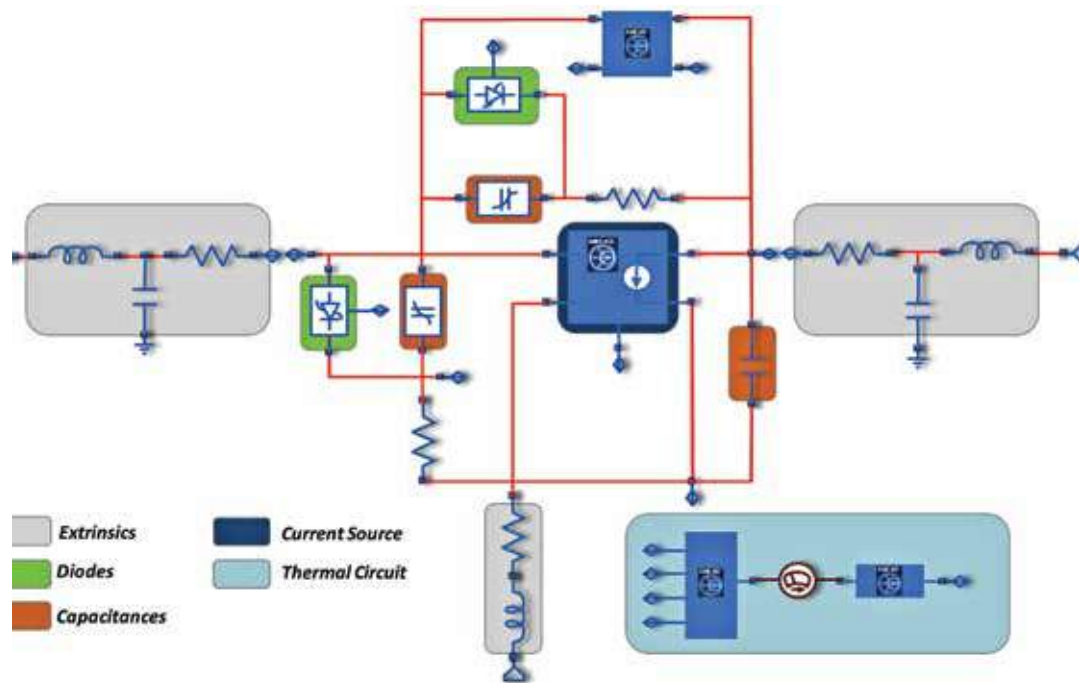 Extrinsics
Current Source
Diodes
Thermal Circuit
Capacitances